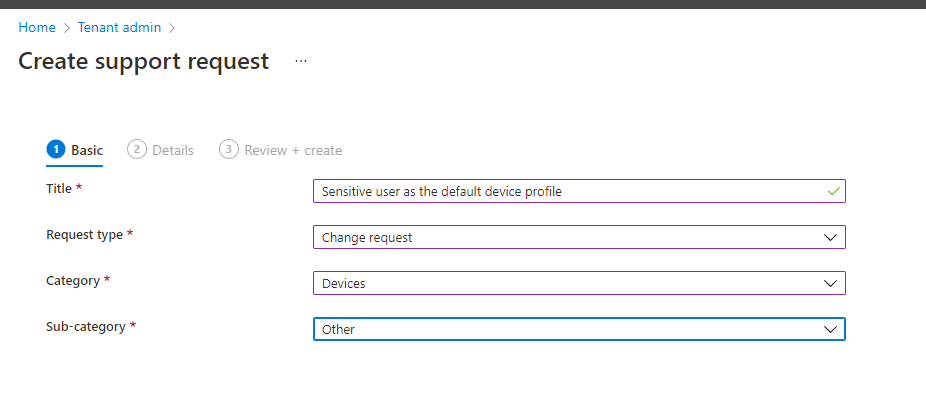 Home > Tenant admin >
Create support request ...
1 Basic 2 Details 3 Review + create
Title * Sensitive user as the default device profile
Request type * Change request
Category * Devices
Sub-category * Other